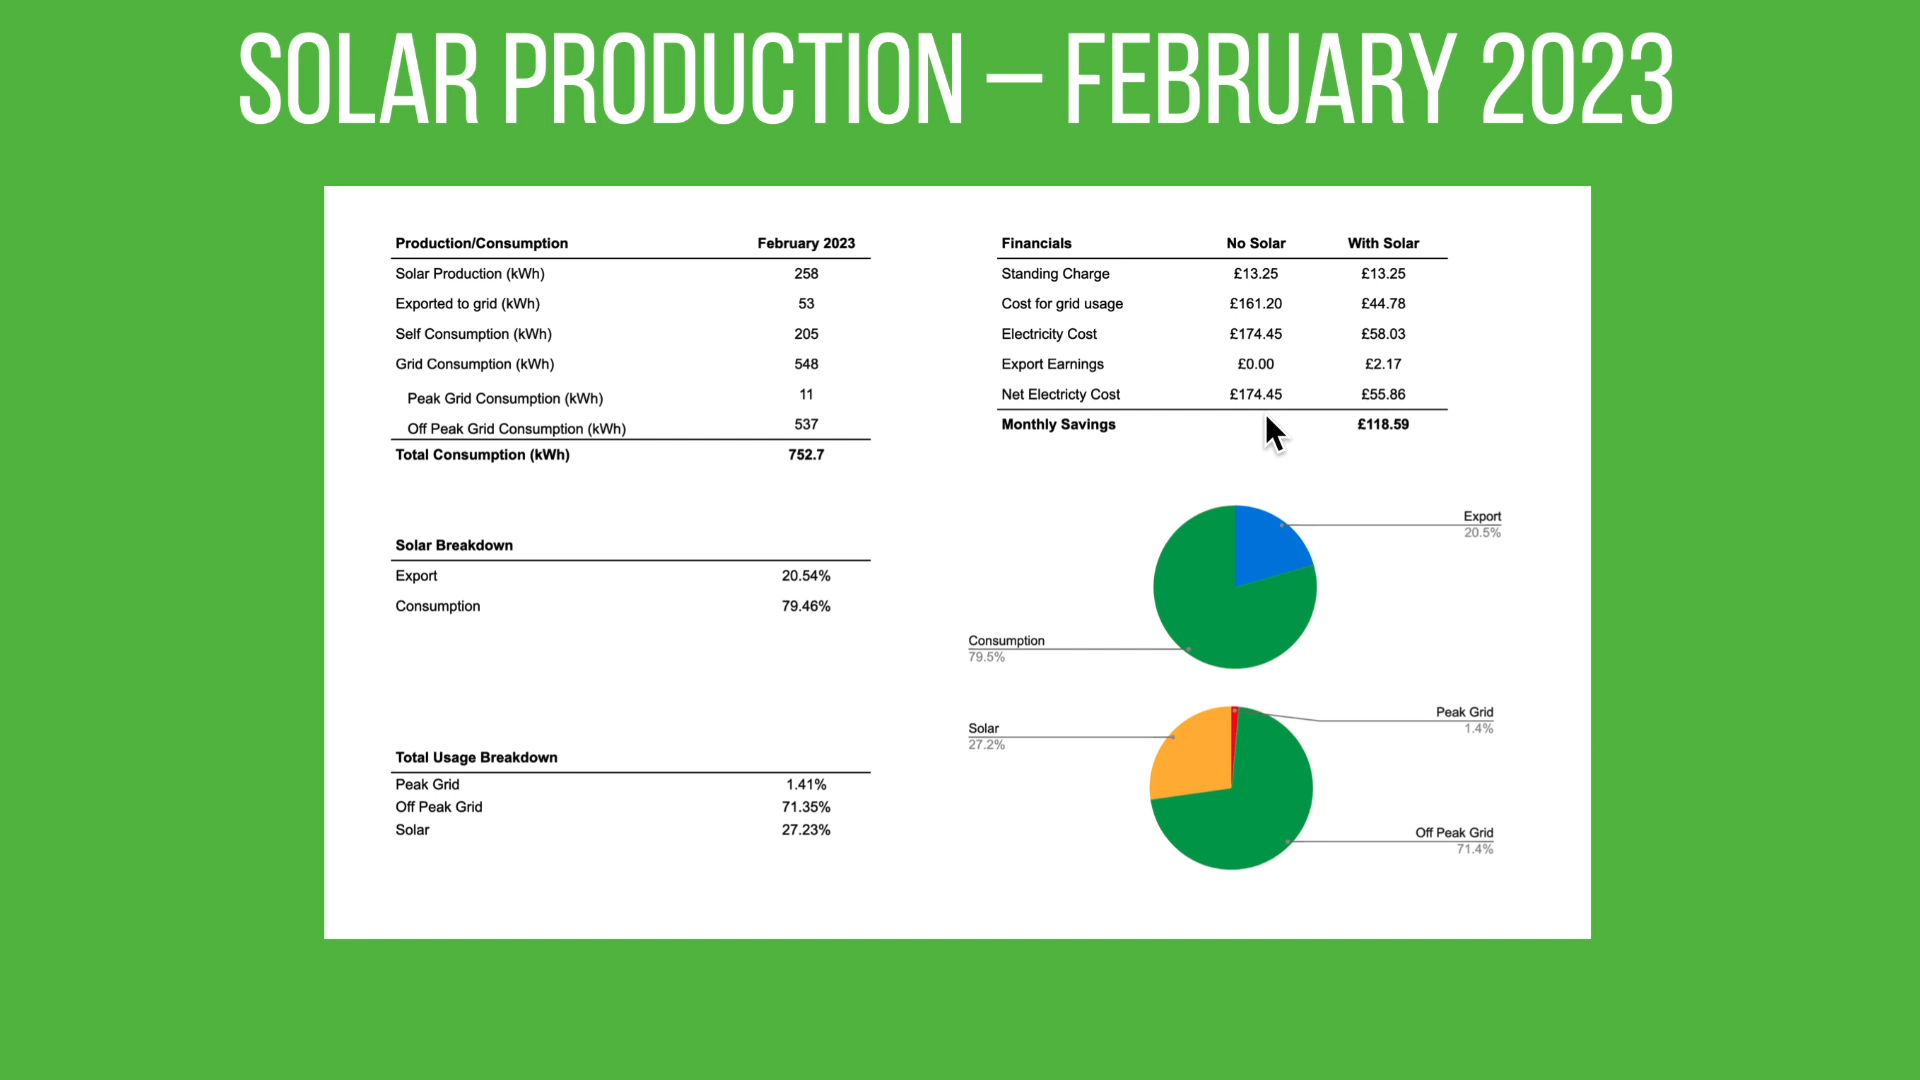 SOLAR PRODUCTION – FEBRUARY 2023
Production/Consumption February 2023
Solar Production (kWh) 258
Exported to grid (kWh) 53
Self Consumption (kWh) 205
Grid Consumption (kWh) 548
Peak Grid Consumption (kWh) 11
Off Peak Grid Consumption (kWh) 537
Total Consumption (kWh) 752.7
Financials No Solar With Solar
Standing Charge £13.25 £13.25
Cost for grid usage £161.20 £44.78
Electricity Cost £174.45 £58.03
Export Earnings £0.00 £2.17
Net Electricty Cost £174.45 £55.86
Monthly Savings £118.59
Solar Breakdown
Export 20.54%
Consumption 79.46%
Export
20.5%
Consumption
79.5%
Total Usage Breakdown
Peak Grid 1.41%
Off Peak Grid 71.35%
Solar 27.23%
Solar
27.2%
Peak Grid
1.4%
Off Peak Grid
71.4%